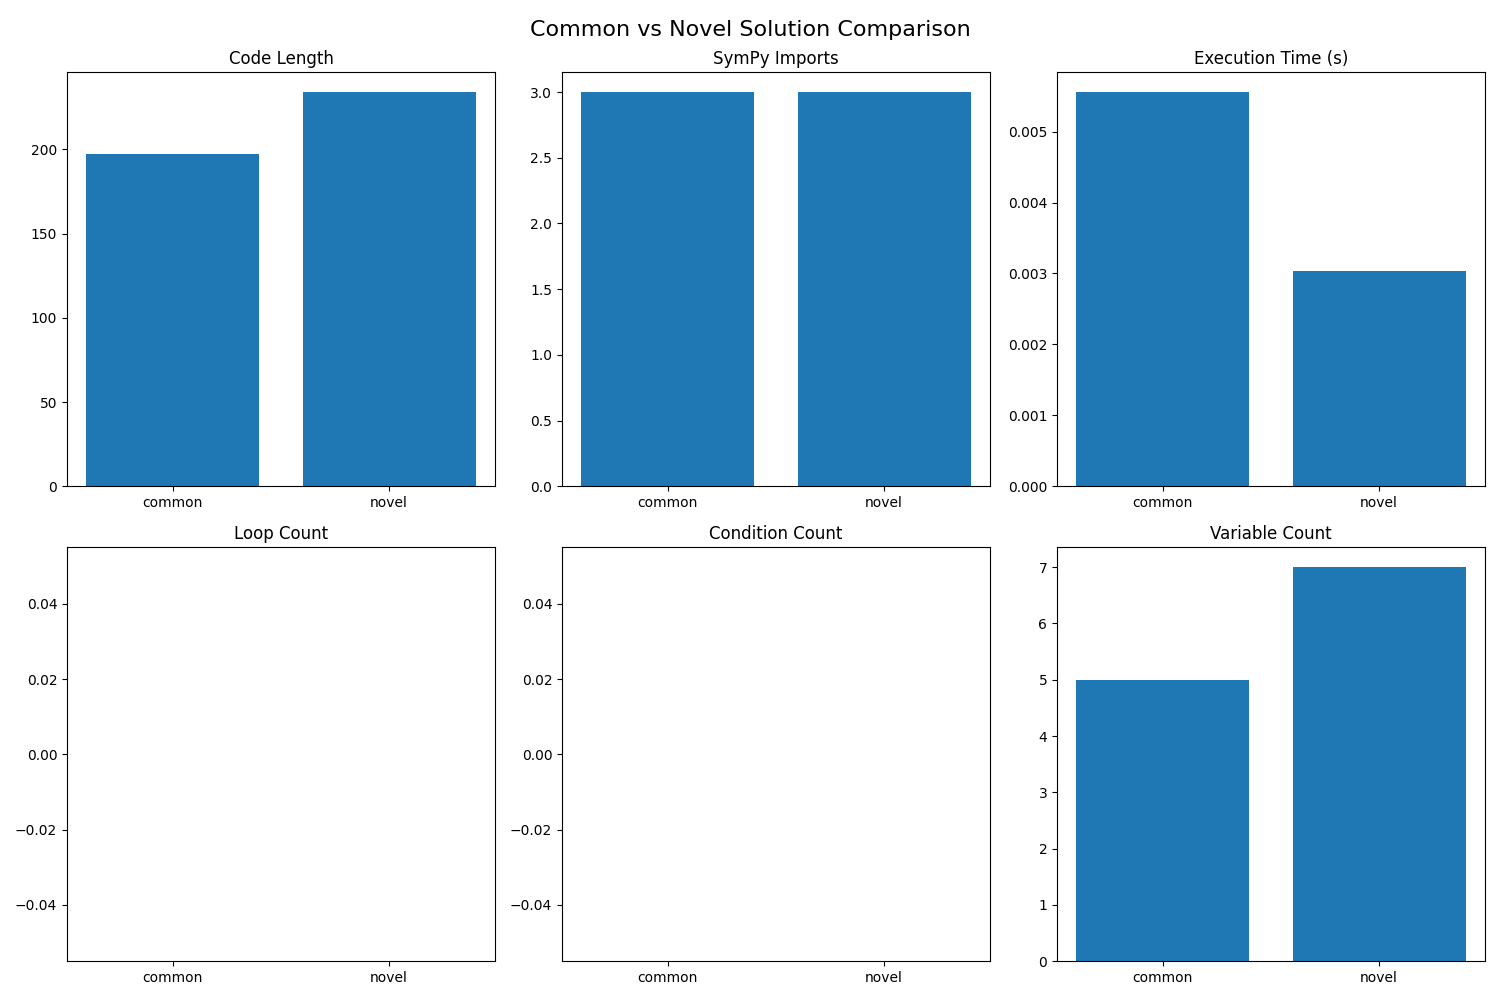 Common vs Novel Solution Comparison
Code Length
200
150
100
50
0
common novel
SymPy Imports
3.0
2.5
2.0
1.5
1.0
0.5
0.0
common novel
Execution Time (s)
0.005
0.004
0.003
0.002
0.001
0.000
common novel
Loop Count
0.04
0.02
0.00
−0.02
−0.04
common novel
Condition Count
0.04
0.02
0.00
−0.02
−0.04
common novel
Variable Count
7
6
5
4
3
2
1
0
common novel